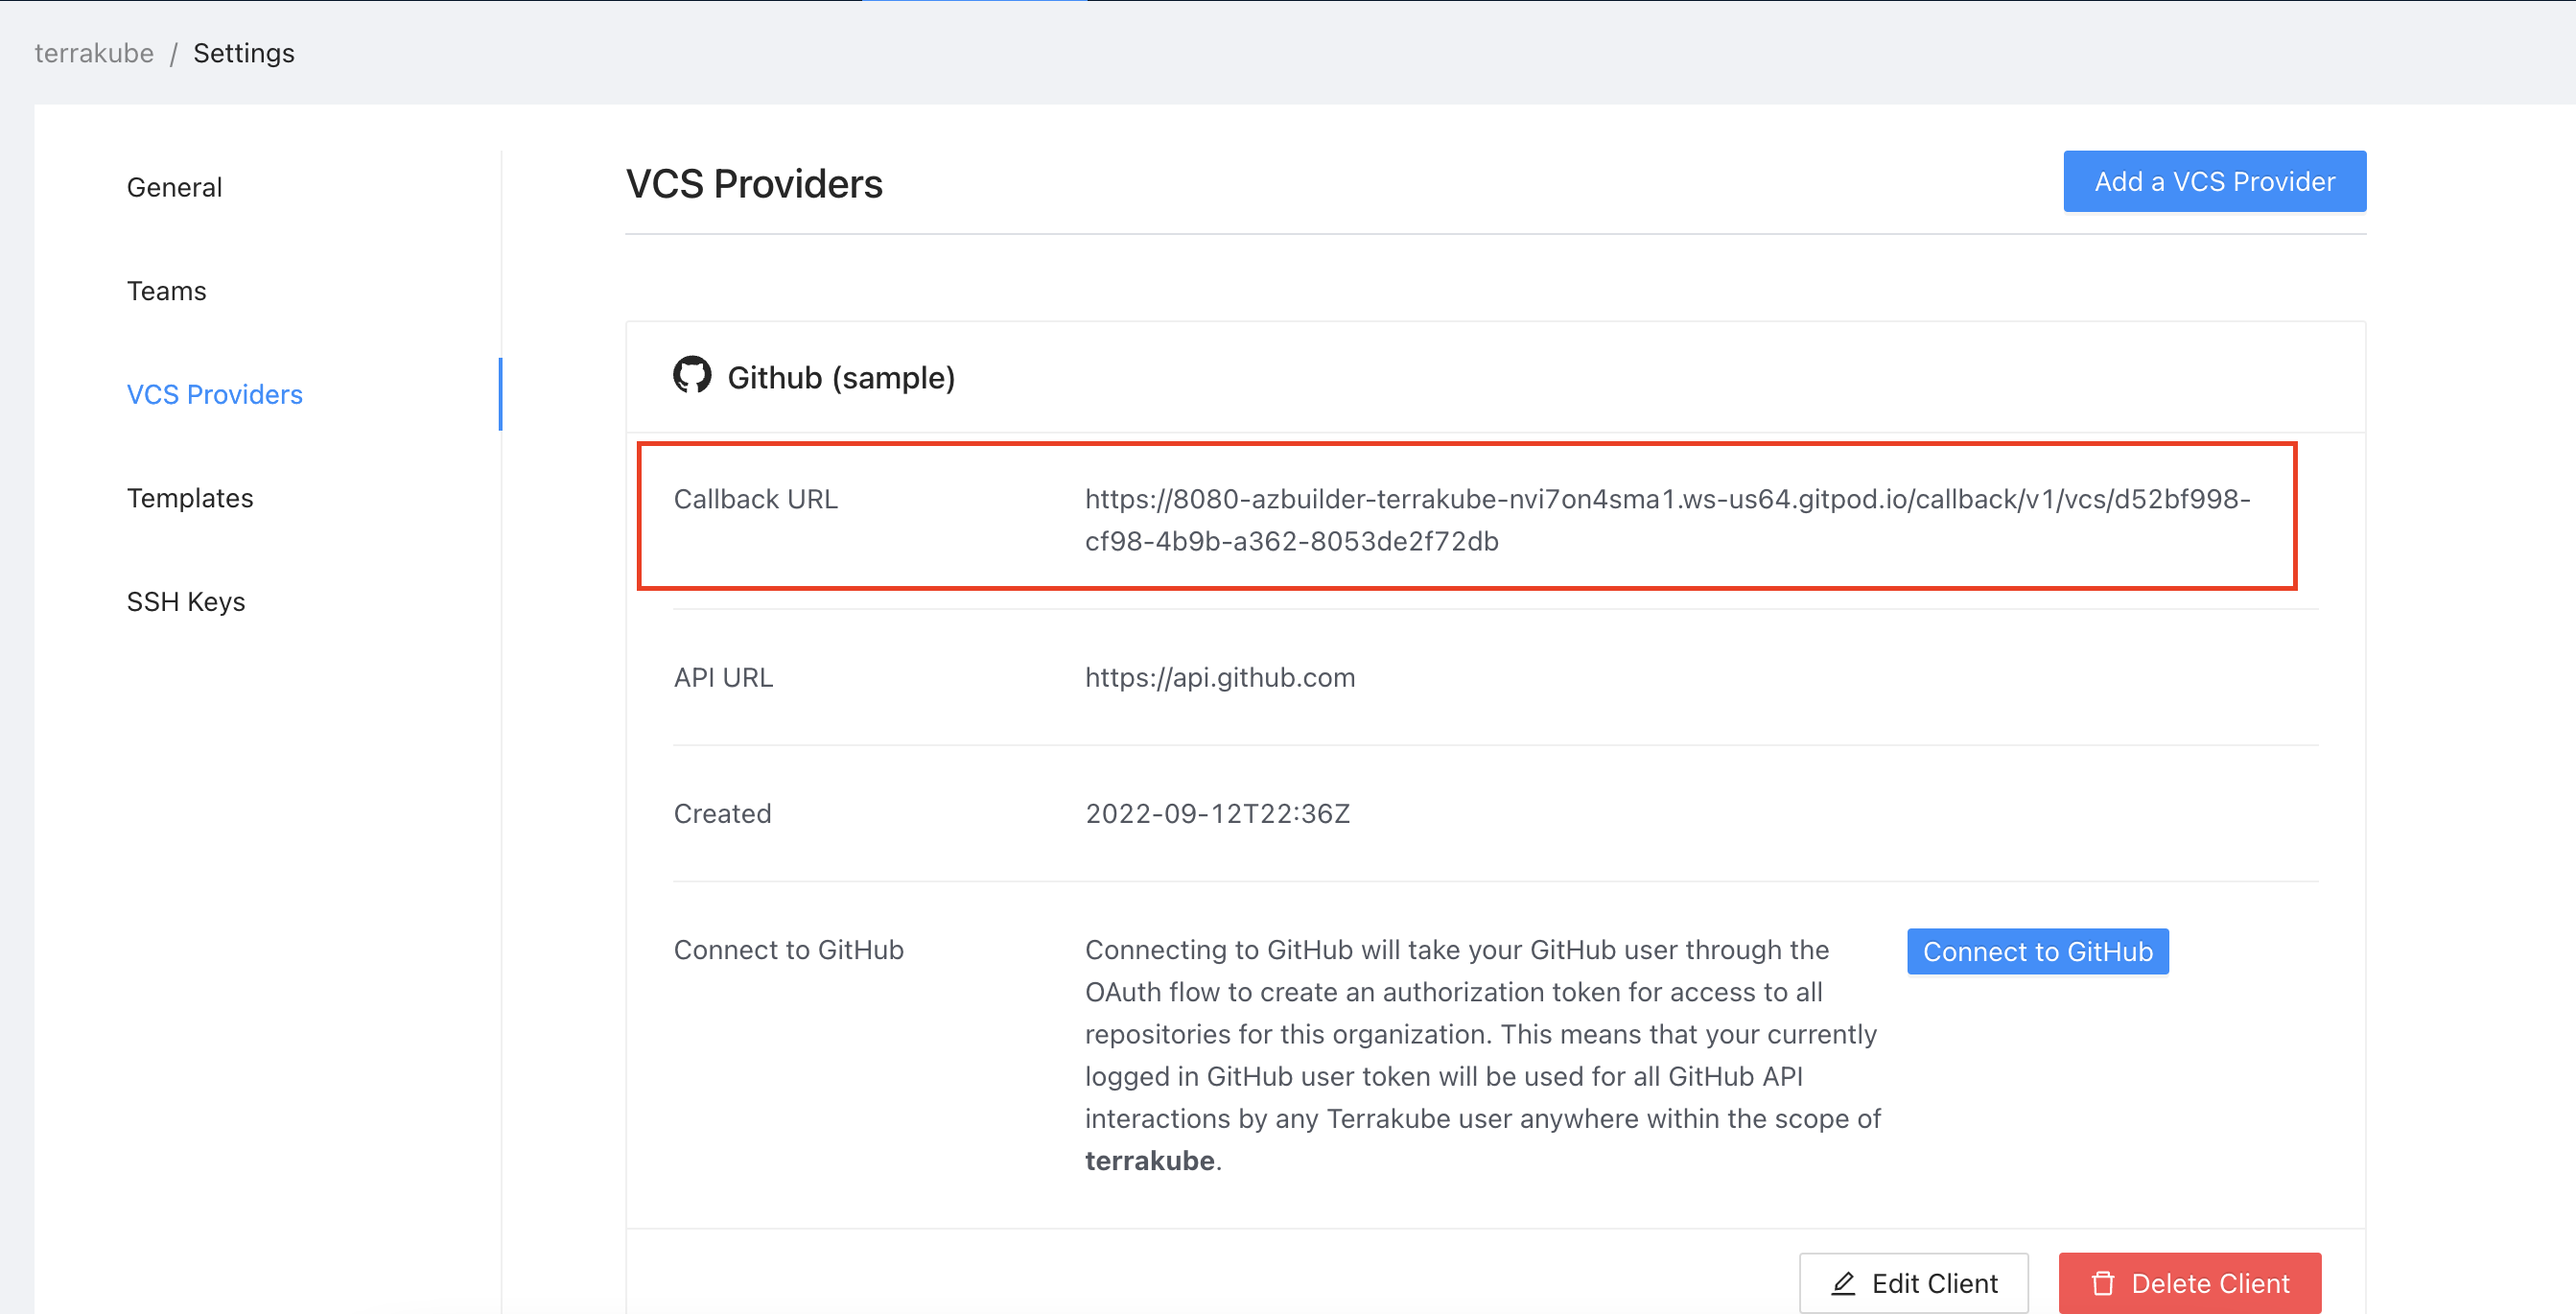 terrakube / Settings
General
Teams
VCS Providers
Templates
SSH Keys
VCS Providers
Add a VCS Provider
Github (sample)
Callback URL
https://8080-azbuilder-terrakube-nvi7on4sma1.ws-us64.gitpod.io/callback/v1/vcs/d52bf998-
cf98-4b9b-a362-8053de2f72db
API URL
https://api.github.com
Created
2022-09-12T22:36Z
Connect to GitHub
Connecting to GitHub will take your GitHub user through the
OAuth flow to create an authorization token for access to all
repositories for this organization. This means that your currently
logged in GitHub user token will be used for all GitHub API
interactions by any Terrakube user anywhere within the scope of
terrakube.
Connect to GitHub
Edit Client
Delete Client